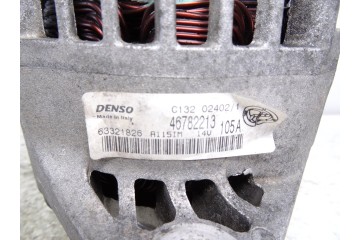 DENSO C132 02402/1
Made in Italy 46782213
63321826 A115IM 14V 105A